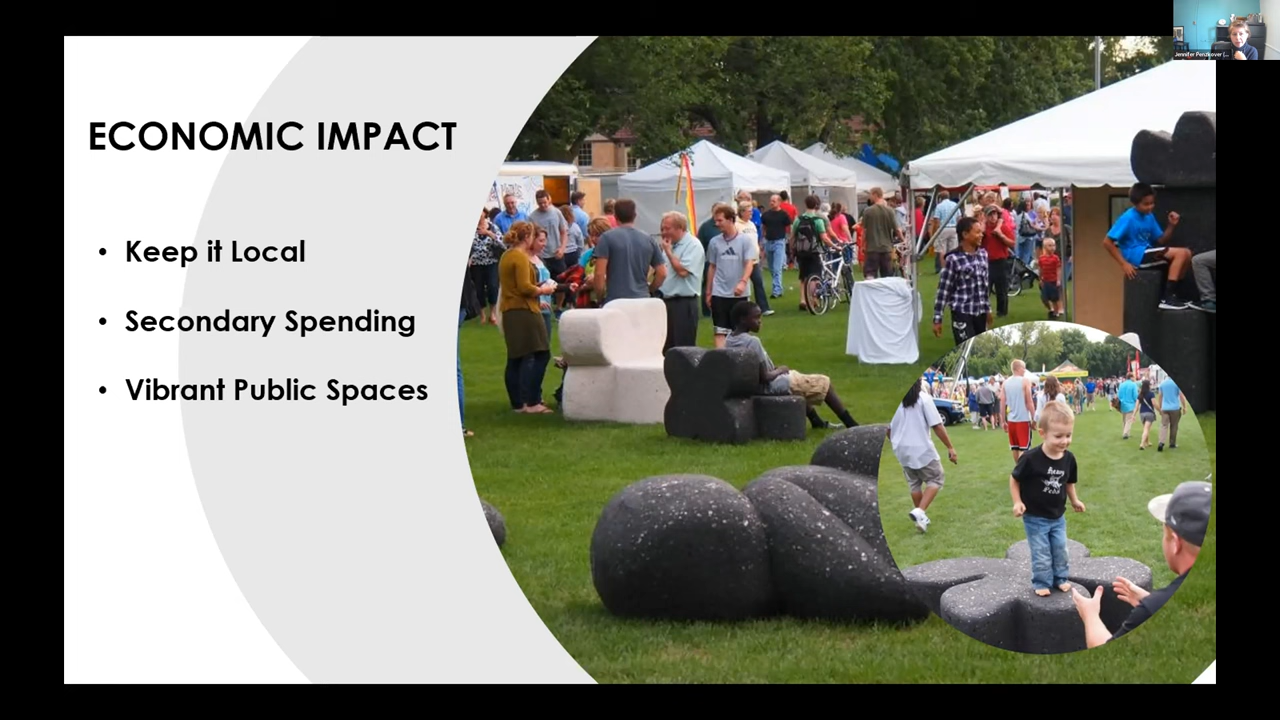 ECONOMIC IMPACT
• Keep it Local
• Secondary Spending
• Vibrant Public Spaces